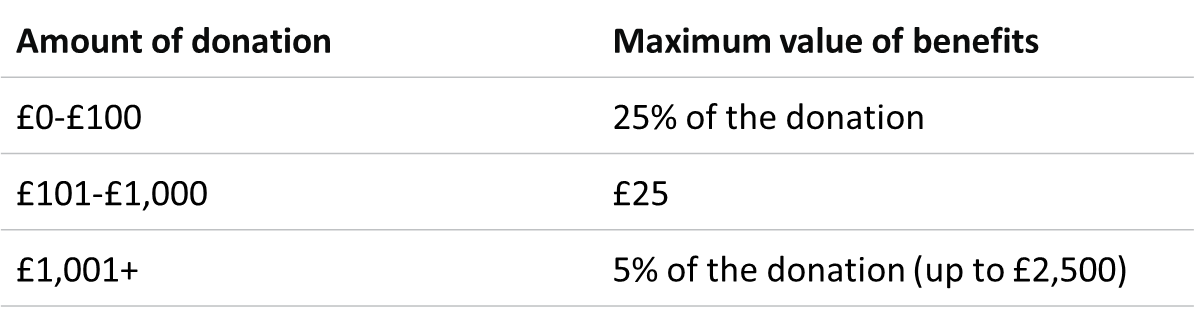 Amount of donation Maximum value of benefits
£0-£100 25% of the donation
£101-£1,000 £25
£1,001+ 5% of the donation (up to £2,500)